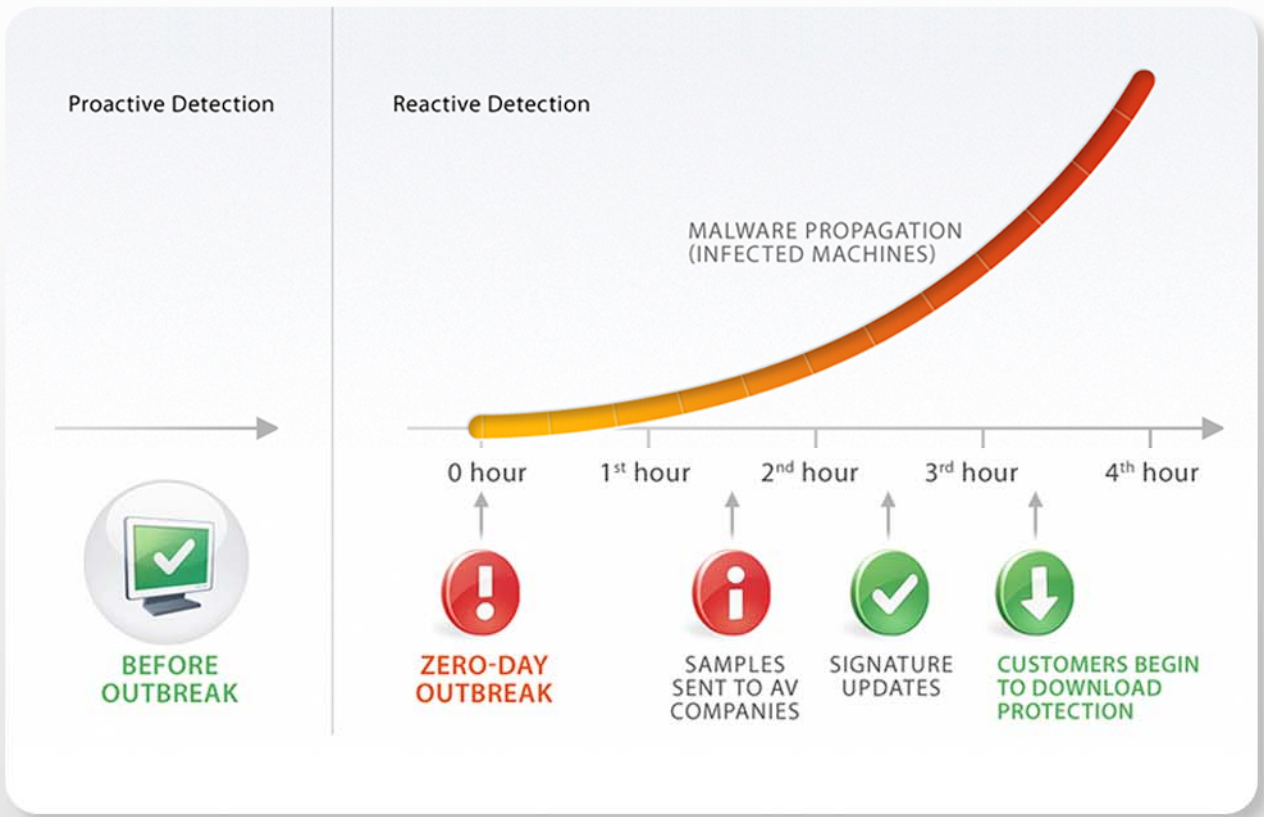 Proactive Detection
Reactive Detection
MALWARE PROPAGATION
(INFECTED MACHINES)
0 hour
1st hour
2nd hour
3rd hour
4th hour
BEFORE
OUTBREAK
ZERO-DAY
OUTBREAK
SAMPLES
SENT TO AV
COMPANIES
SIGNATURE
UPDATES
CUSTOMERS BEGIN
TO DOWNLOAD
PROTECTION